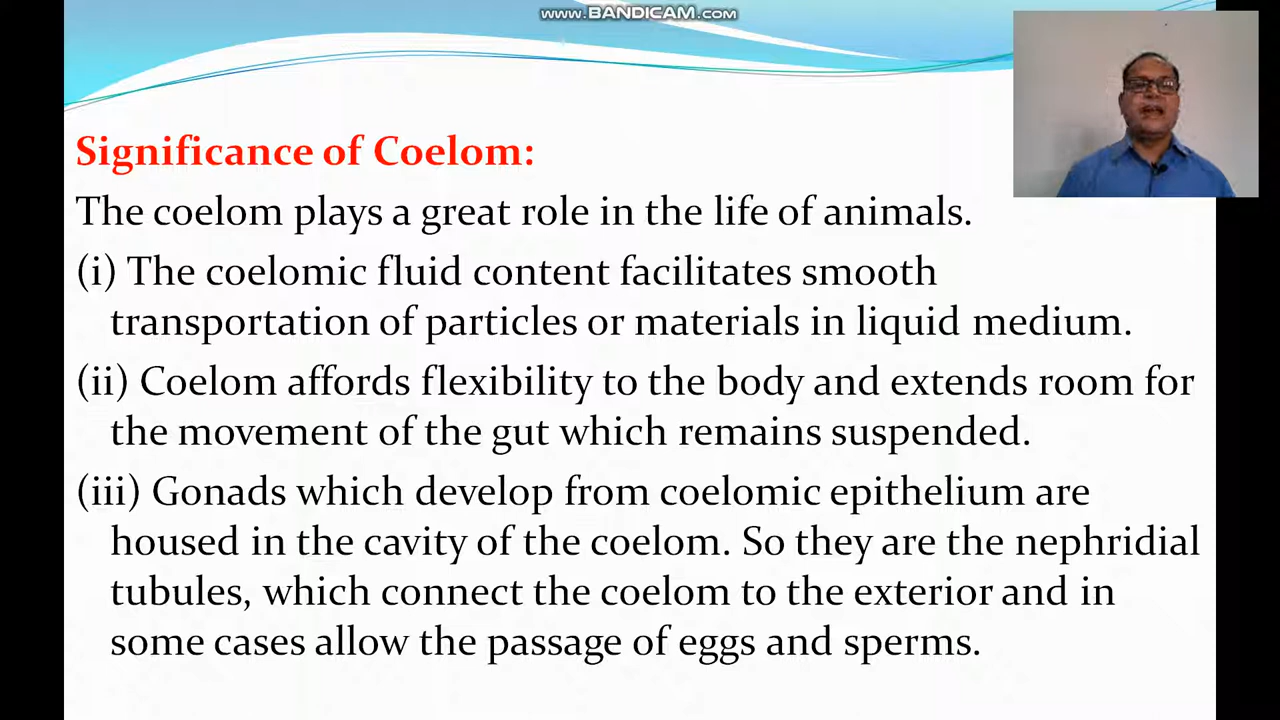 www.BANDICAM.com
Significance of Coelom:
The coelom plays a great role in the life of animals.
(i) The coelomic fluid content facilitates smooth
transportation of particles or materials in liquid medium.
(ii) Coelom affords flexibility to the body and extends room for
the movement of the gut which remains suspended.
(iii) Gonads which develop from coelomic epithelium are
housed in the cavity of the coelom. So they are the nephridial
tubules, which connect the coelom to the exterior and in
some cases allow the passage of eggs and sperms.